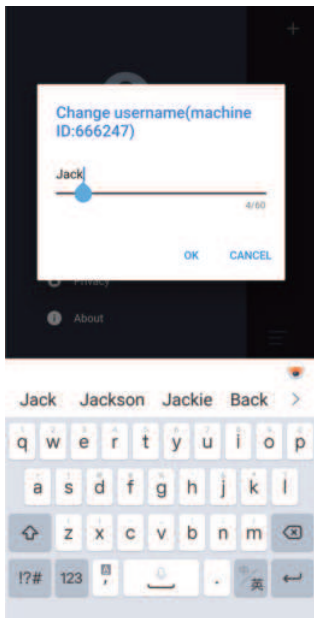 Change username(machine
ID:666247)
Jack
4/60
OK CANCEL
Privacy
About
Jack Jackson Jackie Back >
q w e r t y u i o p
a s d f g h j k l
z x c v b n m
!?# 123 , . 中/英